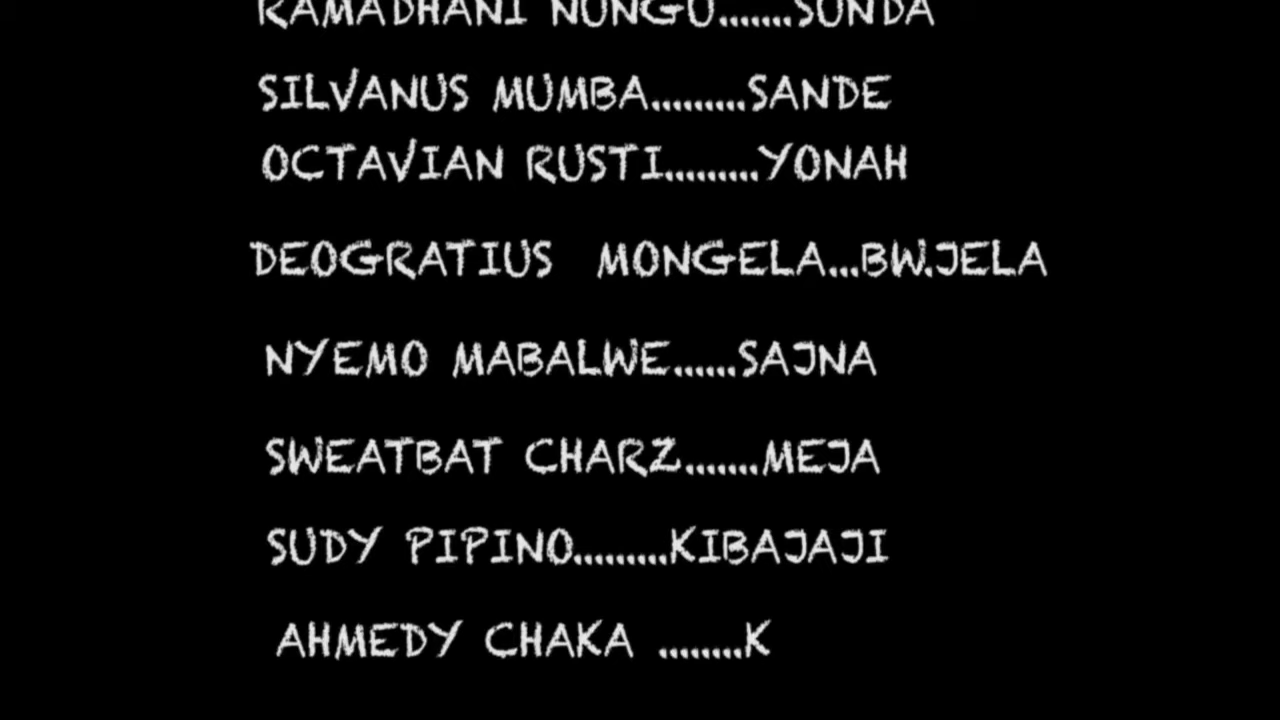 RAMADHANI NUNGU.......SUNDA
SILVANUS MUMBA.........SANDE
OCTAVIAN RUSTI.........YONAH
DEOGRATIUS MONGELA...BW.JELA
NYEMO MABALWE......SAJNA
SWEATBAT CHARZ.......MEJA
SUDY PIPINO.........KIBAJAJI
AHMEDY CHAKA ........K